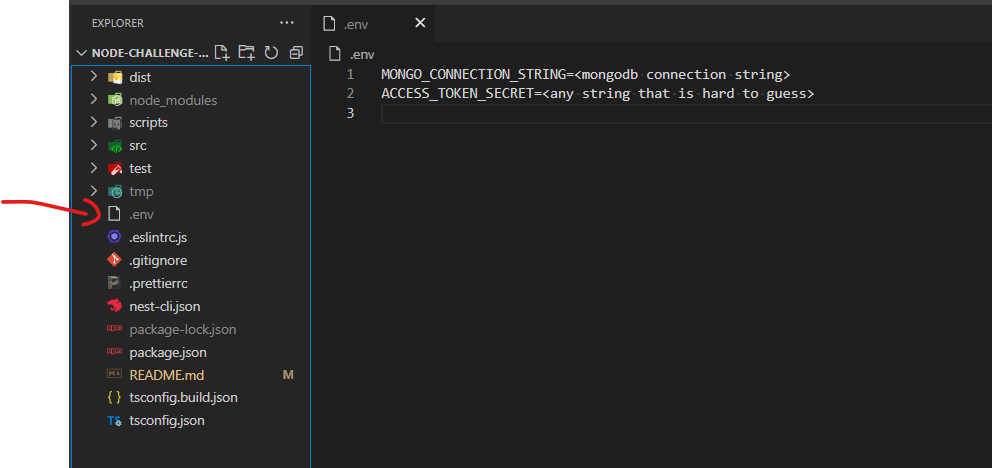 EXPLORER
NODE-CHALLENGE-...
dist
node_modules
scripts
src
test
tmp
.env
.eslintrc.js
.gitignore
.prettierrc
nest-cli.json
package-lock.json
package.json
README.md M
tsconfig.build.json
tsconfig.json
.env
.env
1 MONGO_CONNECTION_STRING=<mongodb connection string>
2 ACCESS_TOKEN_SECRET=<any string that is hard to guess>
3